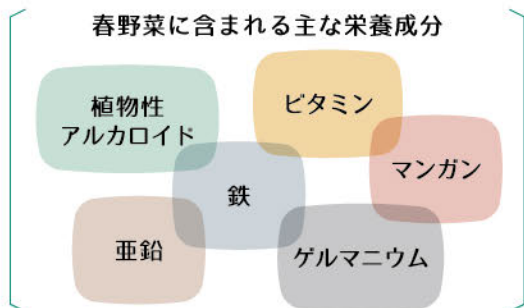 春野菜に含まれる主な栄養成分
植物性
アルカロイド
ビタミン
マンガン
鉄
亜鉛
ゲルマニウム